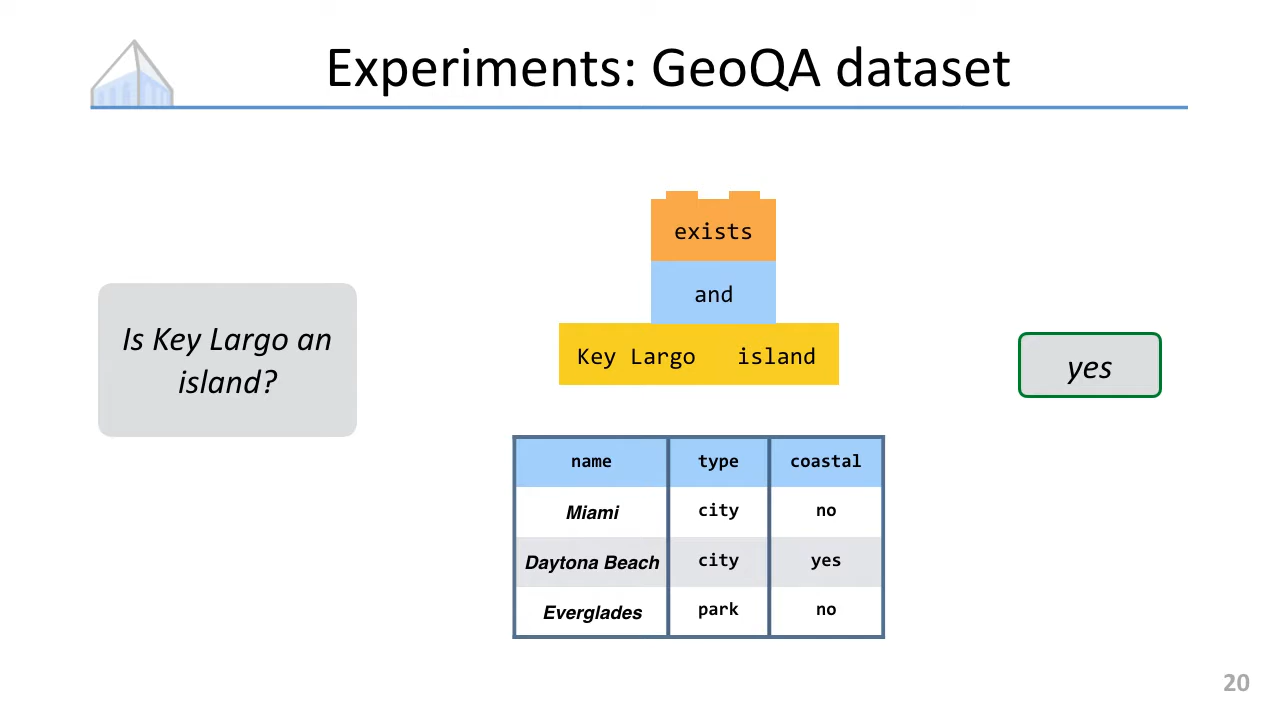 Experiments: GeoQA dataset
Is Key Largo an
island?
exists
and
Key Largo island
yes
name type coastal
Miami city no
Daytona Beach city yes
Everglades park no
20